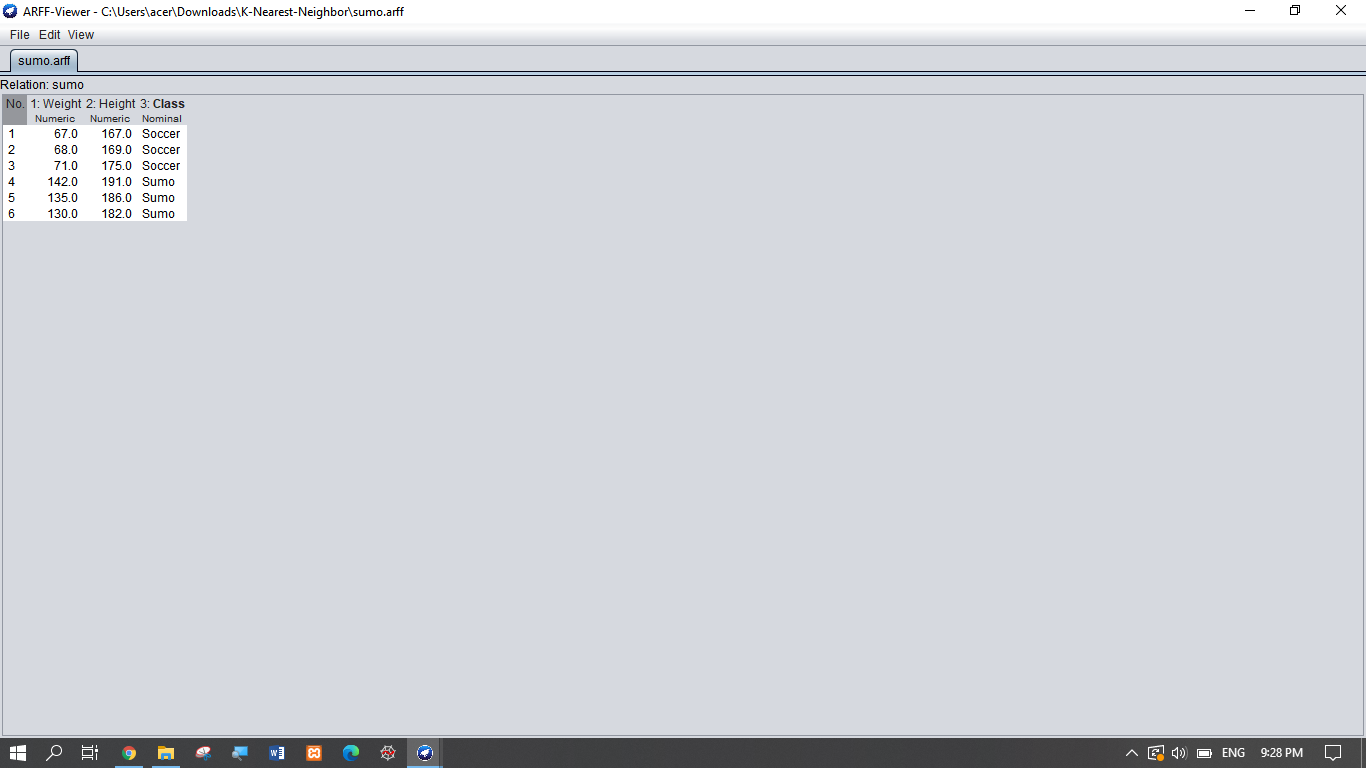 ARFF-Viewer - C:\Users\acer\Downloads\K-Nearest-Neighbor\sumo.arff
File Edit View
sumo.arff
Relation: sumo
No. 1: Weight 2: Height 3: Class
Numeric Numeric Nominal
1 67.0 167.0 Soccer
2 68.0 169.0 Soccer
3 71.0 175.0 Soccer
4 142.0 191.0 Sumo
5 135.0 186.0 Sumo
6 130.0 182.0 Sumo
ENG 9:28 PM